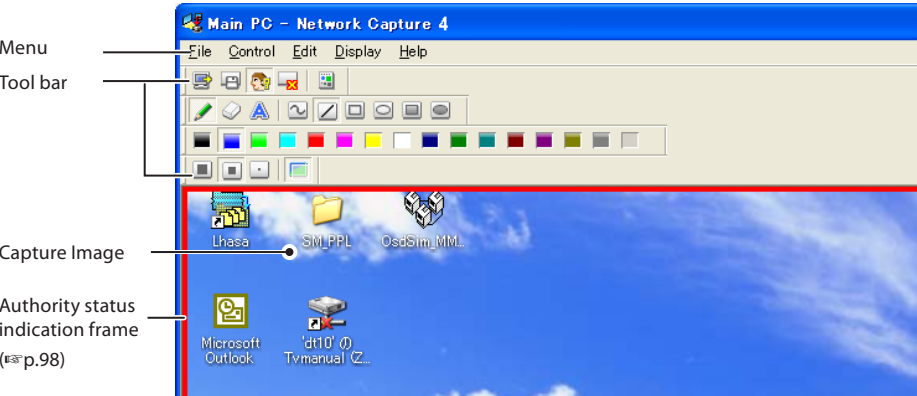 Main PC - Network Capture 4
Menu
File Control Edit Display Help
Tool bar
A
Lhasa SM_PPL OsdSim_MM...
Capture Image
Authority status
indication frame
(☞p.98)
Microsoft
Outlook
'dt10' の
Tvmanual (Z...